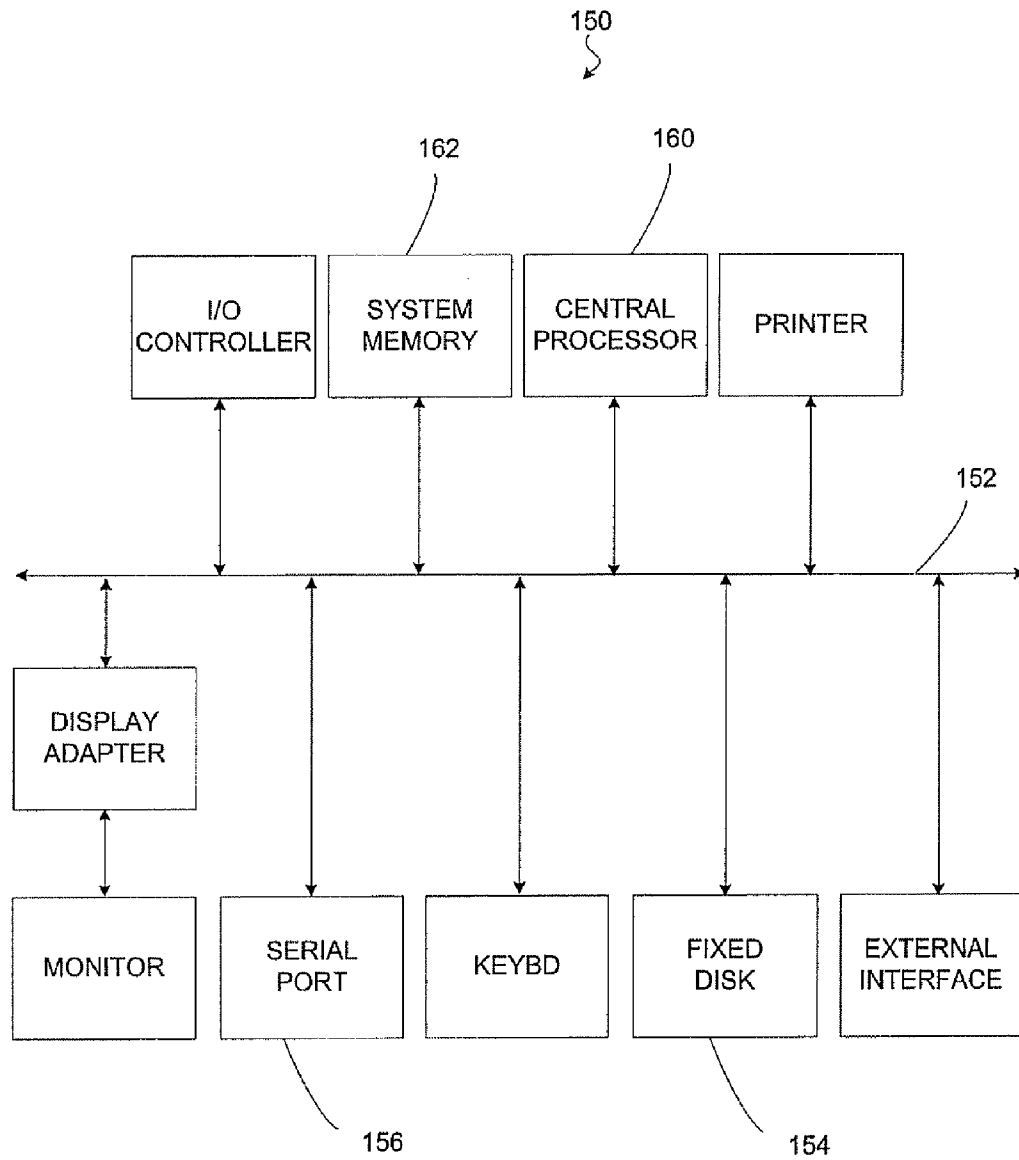 150
162
160
I/O
CONTROLLER
SYSTEM
MEMORY
CENTRAL
PROCESSOR
PRINTER
152
DISPLAY
ADAPTER
MONITOR
SERIAL
PORT
KEYBD
FIXED
DISK
EXTERNAL
INTERFACE
156
154